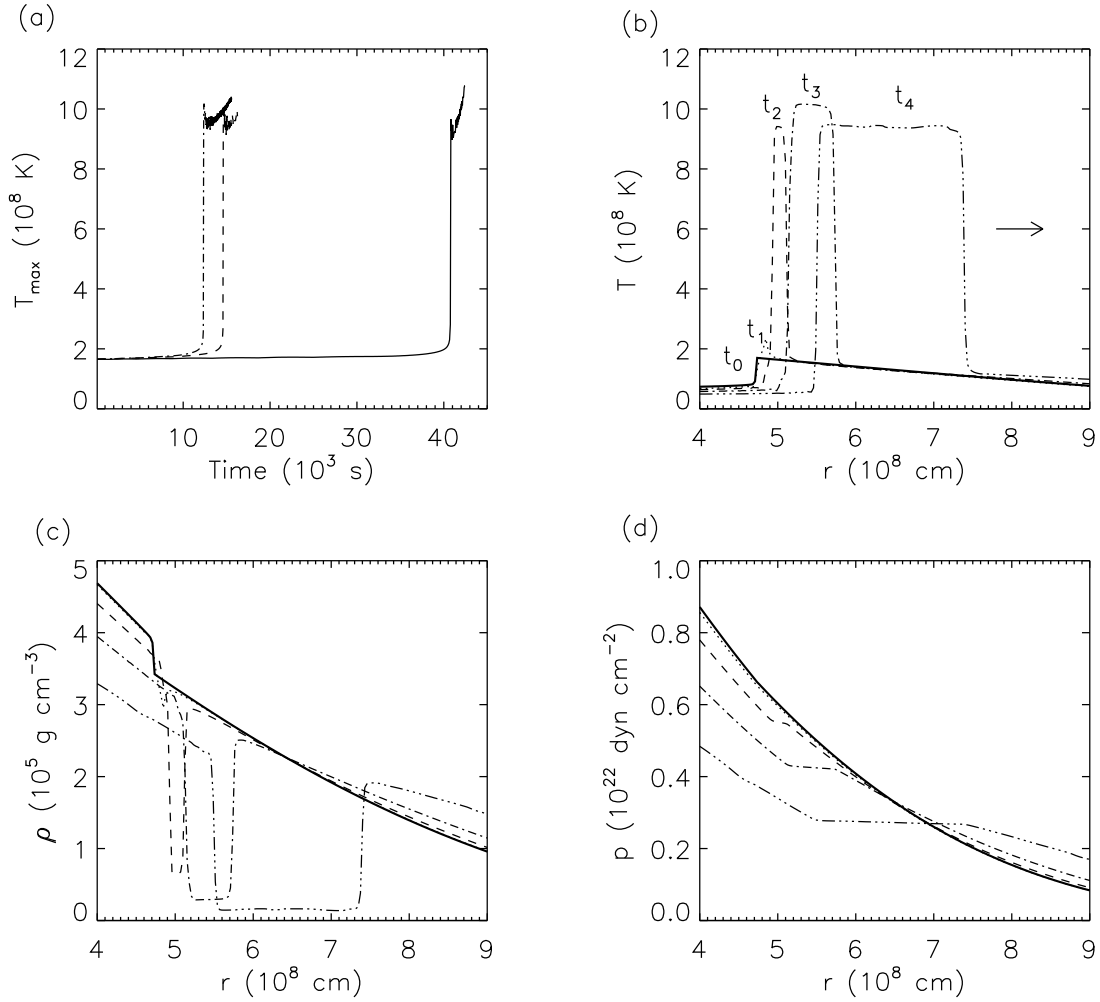 (a)
12
10
8
6
4
2
0
T_max (10^8 K)
10 20 30 40
Time (10^3 s)
(b)
12
10
8
6
4
2
0
T (10^8 K)
t_0
t_1
t_2
t_3
t_4
4 5 6 7 8 9
r (10^8 cm)
(c)
5
4
3
2
1
0
ρ (10^5 g cm^−3)
4 5 6 7 8 9
r (10^8 cm)
(d)
1.0
0.8
0.6
0.4
0.2
0.0
p (10^22 dyn cm^−2)
4 5 6 7 8 9
r (10^8 cm)